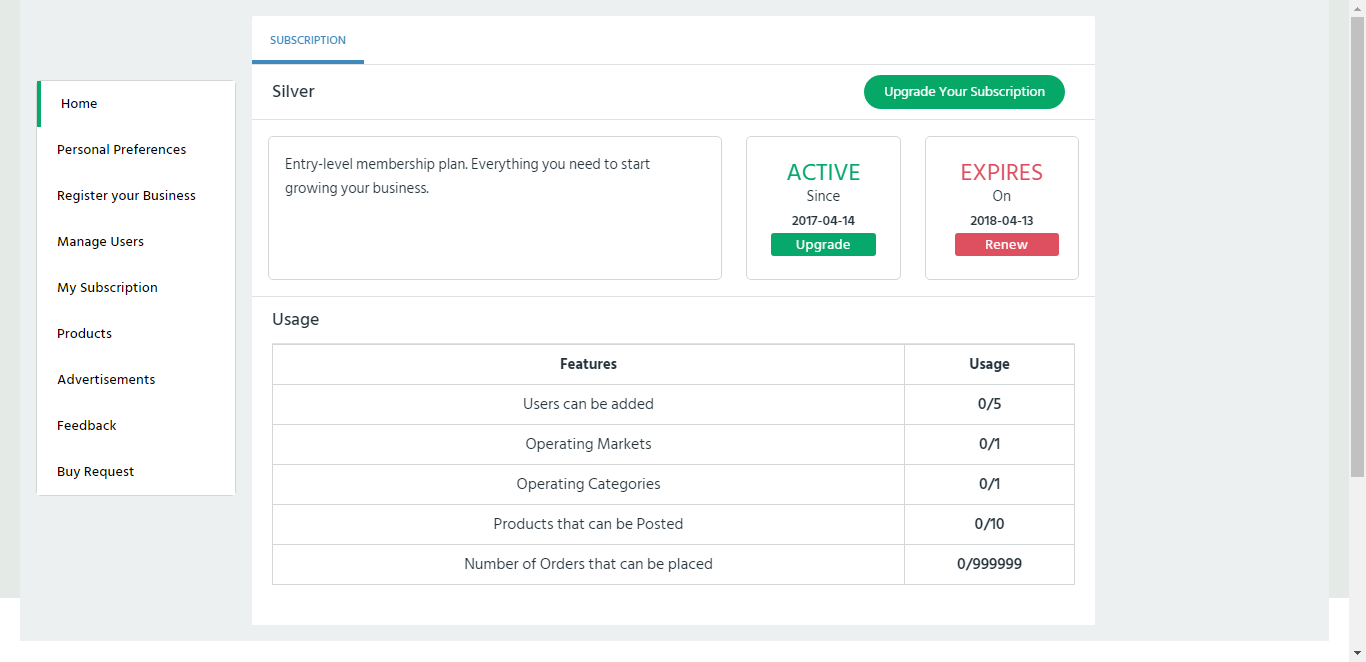 SUBSCRIPTION
Home
Personal Preferences
Register your Business
Manage Users
My Subscription
Products
Advertisements
Feedback
Buy Request
Silver
Upgrade Your Subscription
Entry-level membership plan. Everything you need to start
growing your business.
ACTIVE
Since
2017-04-14
Upgrade
EXPIRES
On
2018-04-13
Renew
Usage
Features Usage
Users can be added 0/5
Operating Markets 0/1
Operating Categories 0/1
Products that can be Posted 0/10
Number of Orders that can be placed 0/999999